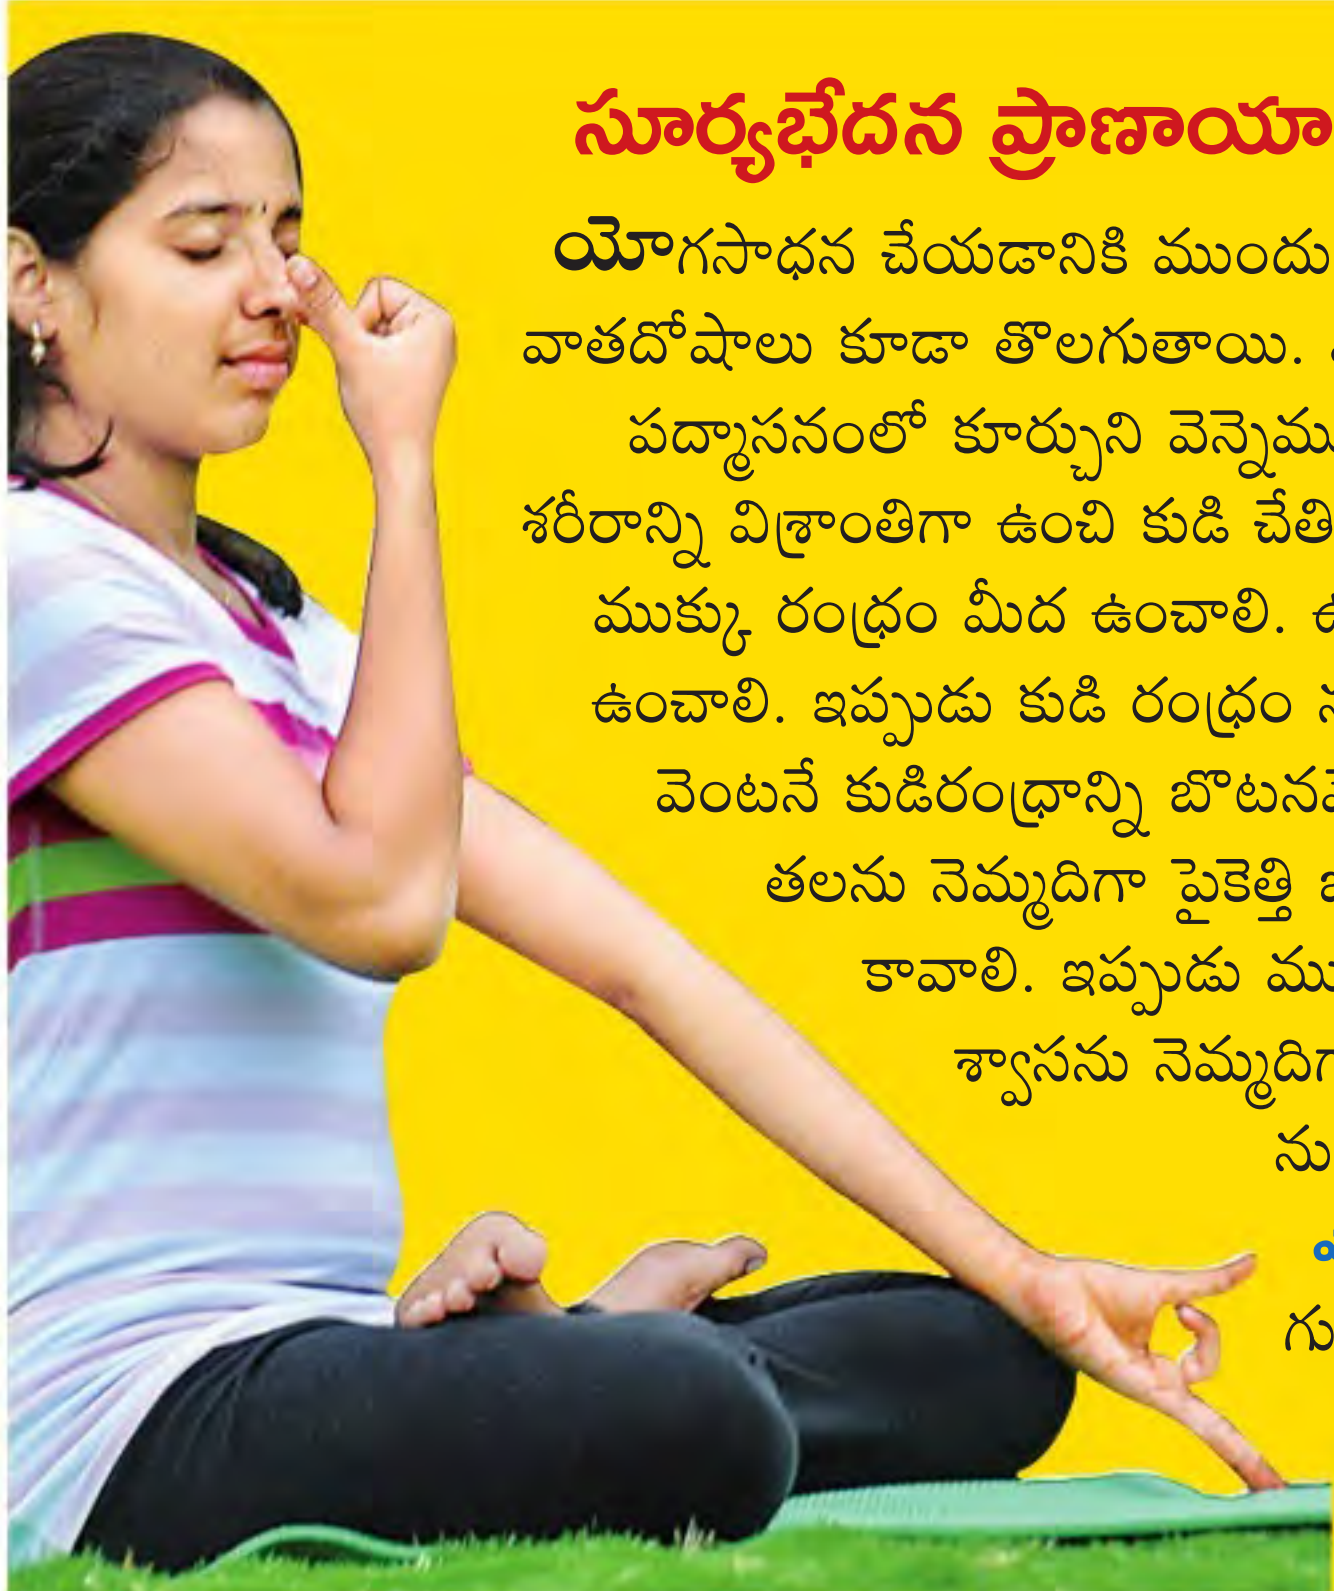 సూర్యభేదన ప్రాణాయా
యోగసాధన చేయడానికి ముందు
వాతదోషాలు కూడా తొలగుతాయి.
పద్మాసనంలో కూర్చుని వెన్నెము
శరీరాన్ని విశ్రాంతిగా ఉంచి కుడి చేతి
ముక్కు రంధ్రం మీద ఉంచాలి.
ఉంచాలి. ఇప్పుడు కుడి రంధ్రం
వెంటనే కుడిరంధ్రాన్ని బొటన
తలను నెమ్మదిగా పైకెత్తి
కావాలి. ఇప్పుడు ము
శ్వాసను నెమ్మదిగా
ను
గు